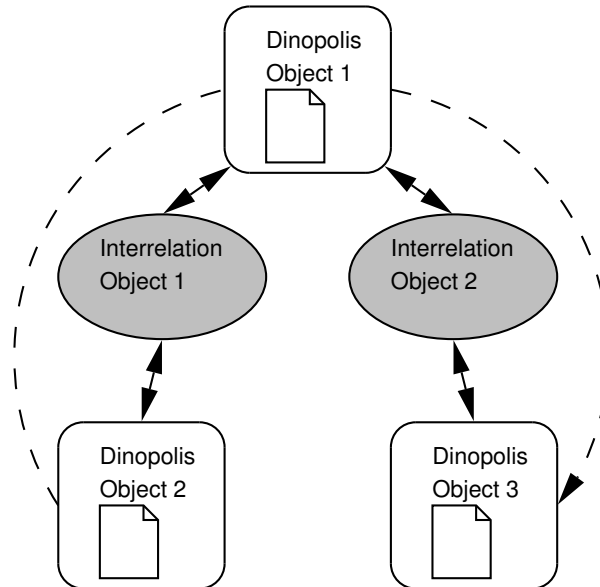 Dinopolis
Object 1
Interrelation
Object 1
Interrelation
Object 2
Dinopolis
Object 2
Dinopolis
Object 3